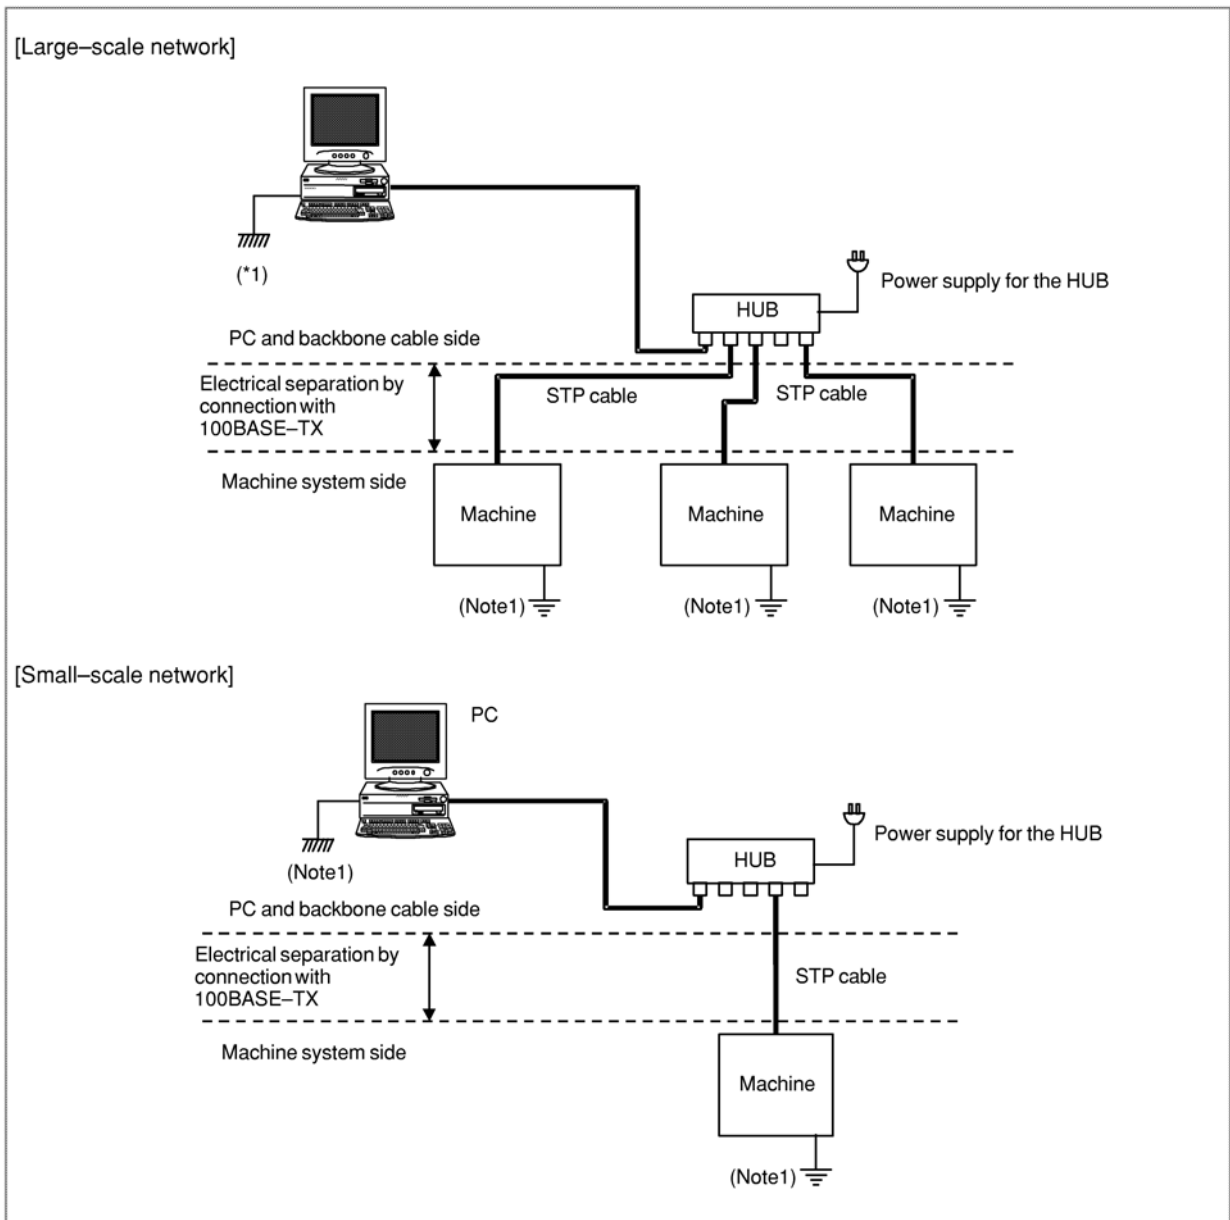 [Large–scale network]
(*1)
HUB
Power supply for the HUB
PC and backbone cable side
Electrical separation by
connection with
100BASE–TX
STP cable
STP cable
Machine system side
Machine
Machine
Machine
(Note1)
(Note1)
(Note1)
[Small–scale network]
PC
(Note1)
HUB
Power supply for the HUB
PC and backbone cable side
Electrical separation by
connection with
100BASE–TX
STP cable
Machine system side
Machine
(Note1)